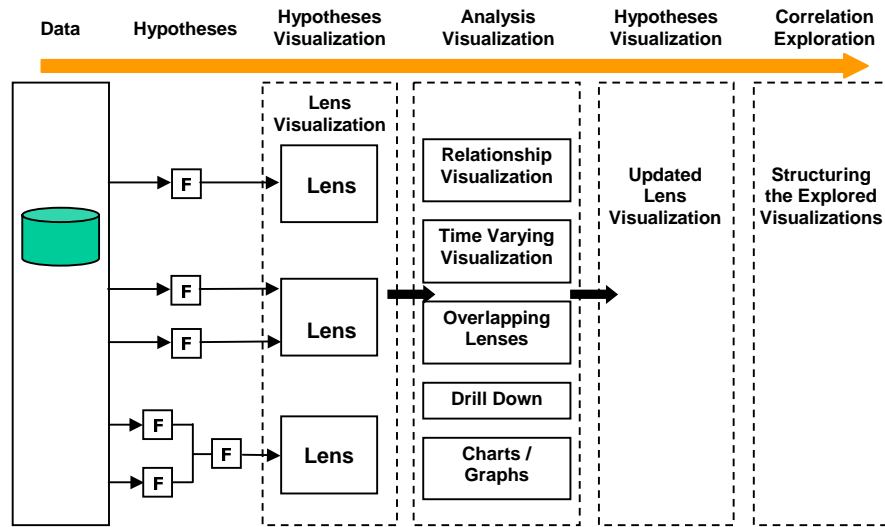 Data
Hypotheses
Hypotheses
Visualization
Analysis
Visualization
Hypotheses
Visualization
Correlation
Exploration
Lens
Visualization
F
Lens
F
F
Lens
F
F
F
Lens
Relationship
Visualization
Time Varying
Visualization
Overlapping
Lenses
Drill Down
Charts /
Graphs
Updated
Lens
Visualization
Structuring
the Explored
Visualizations